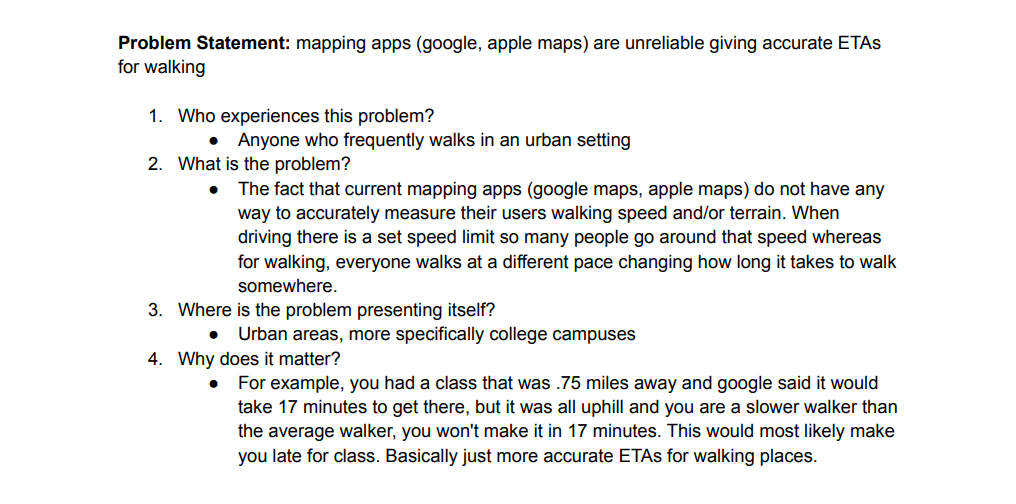 Problem Statement: mapping apps (google, apple maps) are unreliable giving accurate ETAs
for walking
1. Who experiences this problem?
● Anyone who frequently walks in an urban setting
2. What is the problem?
● The fact that current mapping apps (google maps, apple maps) do not have any
way to accurately measure their users walking speed and/or terrain. When
driving there is a set speed limit so many people go around that speed whereas
for walking, everyone walks at a different pace changing how long it takes to walk
somewhere.
3. Where is the problem presenting itself?
● Urban areas, more specifically college campuses
4. Why does it matter?
● For example, you had a class that was .75 miles away and google said it would
take 17 minutes to get there, but it was all uphill and you are a slower walker than
the average walker, you won't make it in 17 minutes. This would most likely make
you late for class. Basically just more accurate ETAs for walking places.